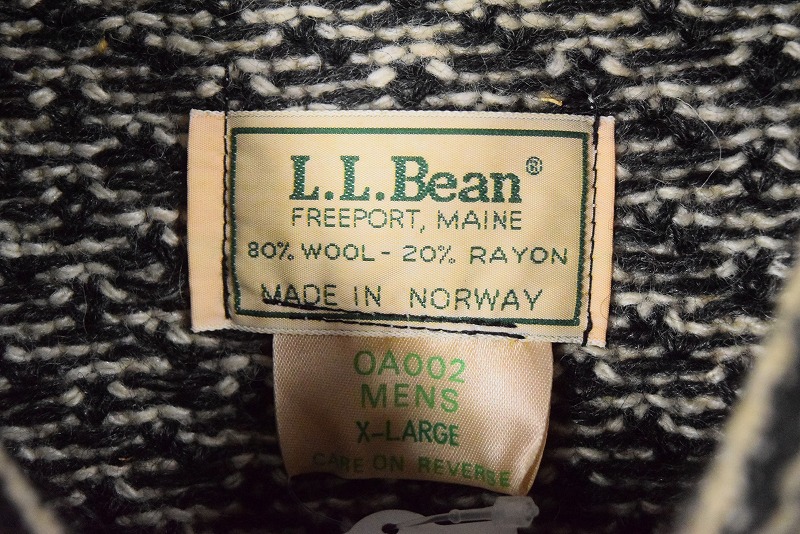 L.L.Bean®
FREEPORT, MAINE
80% WOOL - 20% RAYON
MADE IN NORWAY
OA002
MENS
X-LARGE
CARE ON REVERSE